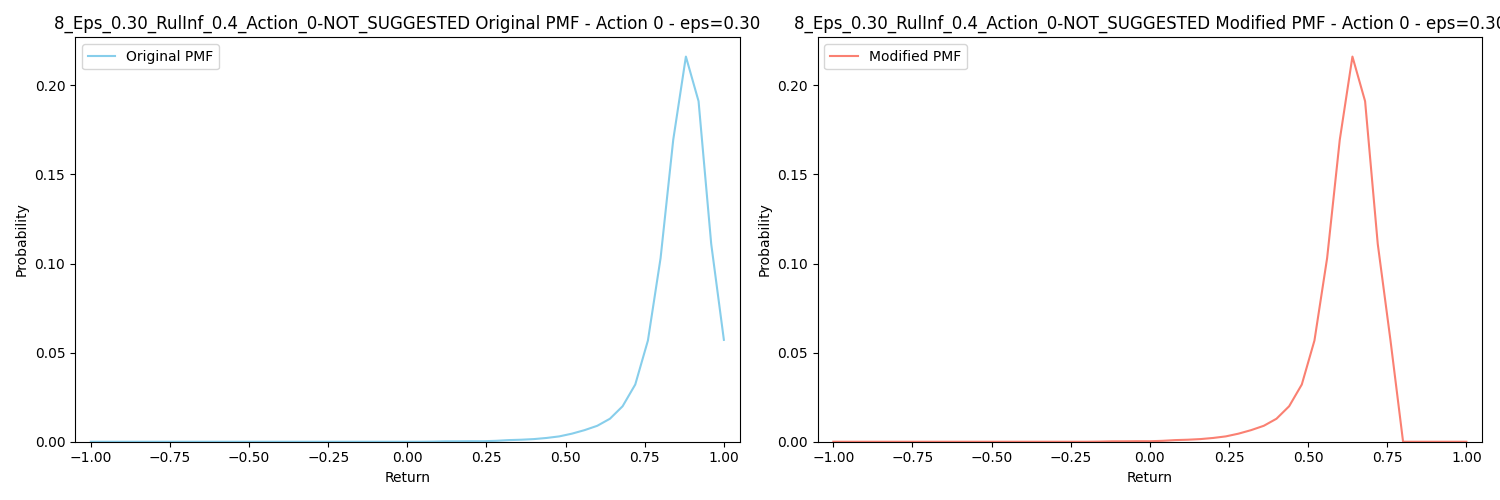 8_Eps_0.30_RulInf_0.4_Action_0-NOT_SUGGESTED Original PMF - Action 0 - eps=0.30
Original PMF
0.20
0.15
0.10
0.05
0.00
Probability
−1.00 −0.75 −0.50 −0.25 0.00 0.25 0.50 0.75 1.00
Return
8_Eps_0.30_RulInf_0.4_Action_0-NOT_SUGGESTED Modified PMF - Action 0 - eps=0.30
Modified PMF
0.20
0.15
0.10
0.05
0.00
Probability
−1.00 −0.75 −0.50 −0.25 0.00 0.25 0.50 0.75 1.00
Return